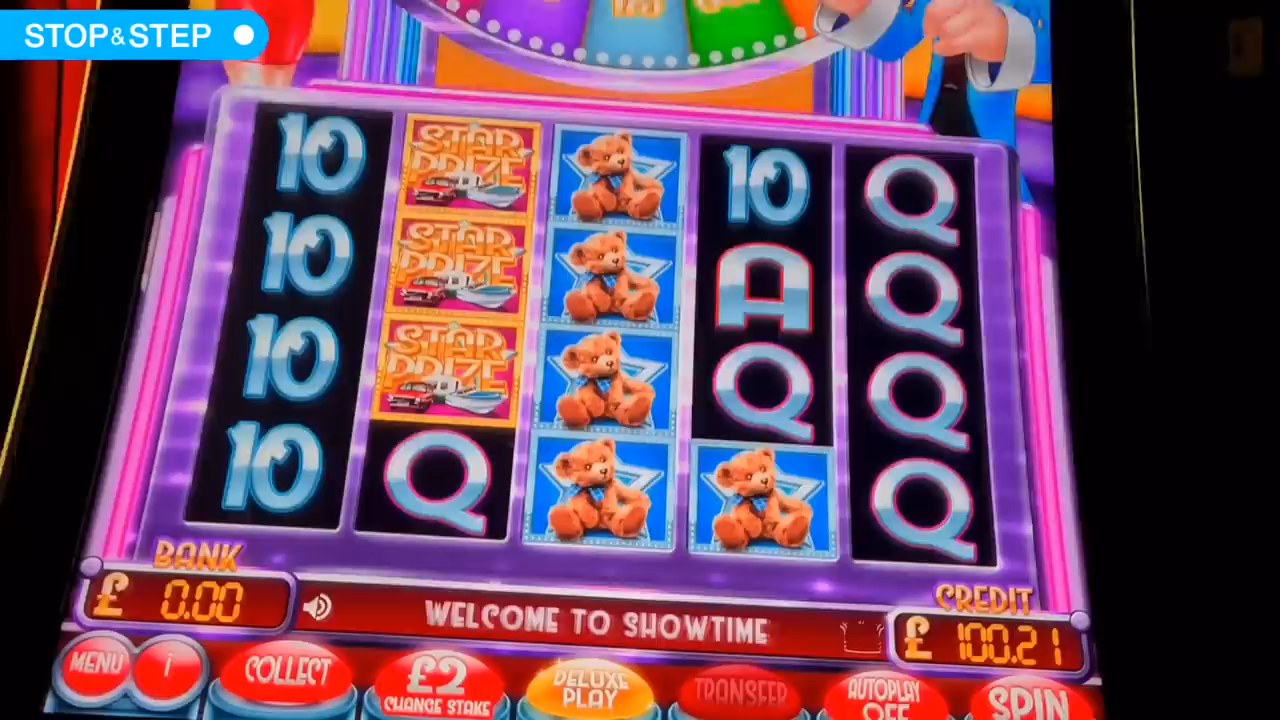 STOP&STEP
10
STAR PRIZE
10
Q
10
STAR PRIZE
A
Q
10
STAR PRIZE
Q
Q
10
Q
Q
BANK
£ 0.00
WELCOME TO SHOWTIME
CREDIT
£ 100.21
MENU
i
COLLECT
£2
CHANGE STAKE
DELUXE
PLAY
TRANSFER
AUTOPLAY
OFF
SPIN